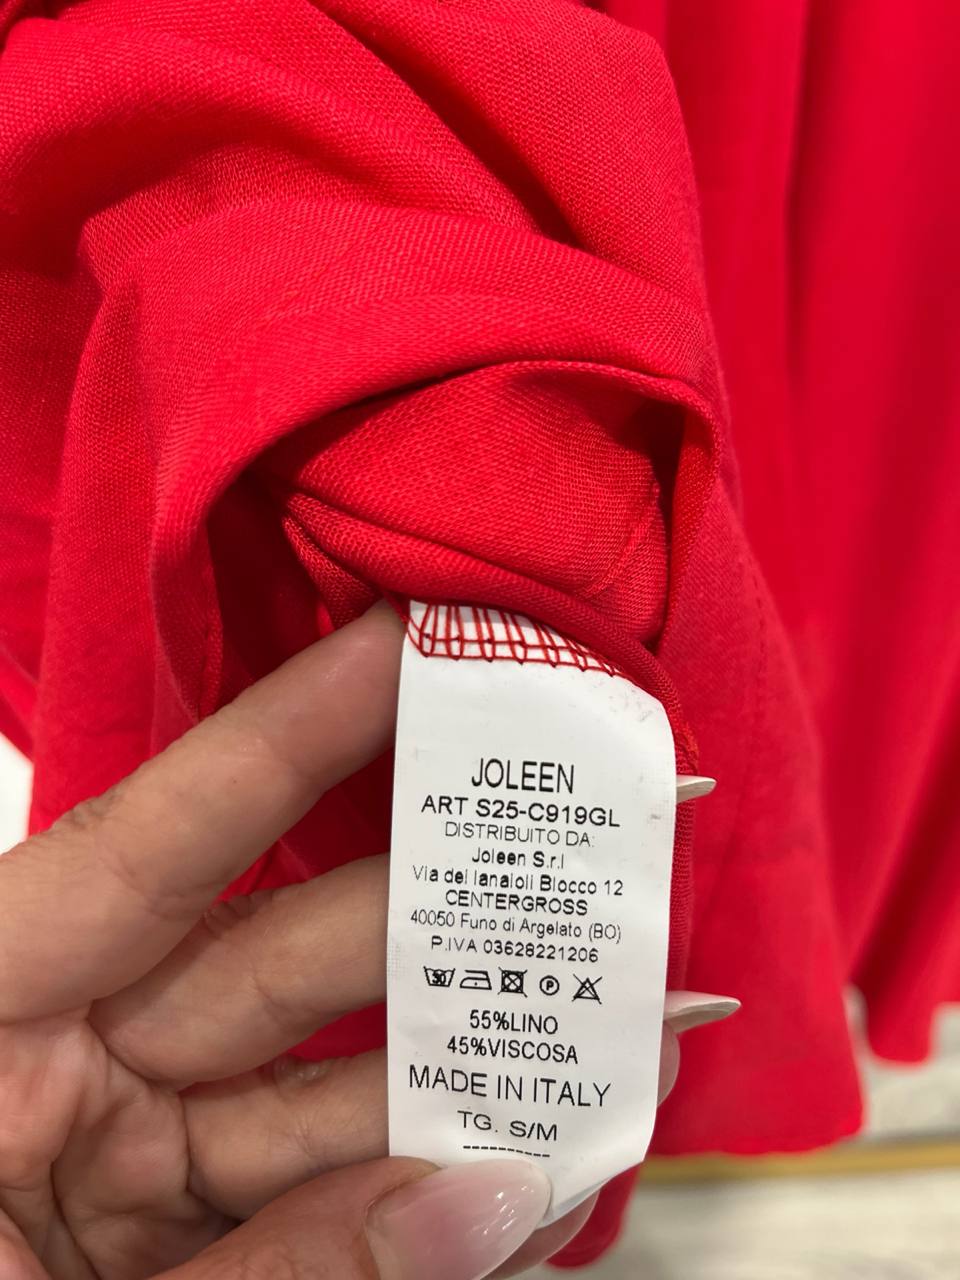 JOLEEN
ART S25-C919GL
DISTRIBUITO DA:
Joleen S.r.l
Via dei lanaioli Blocco 12
CENTERGROSS
40050 Funo di Argelato (BO)
P.IVA 03628221206
30 P
55%LINO
45%VISCOSA
MADE IN ITALY
TG. S/M
----------